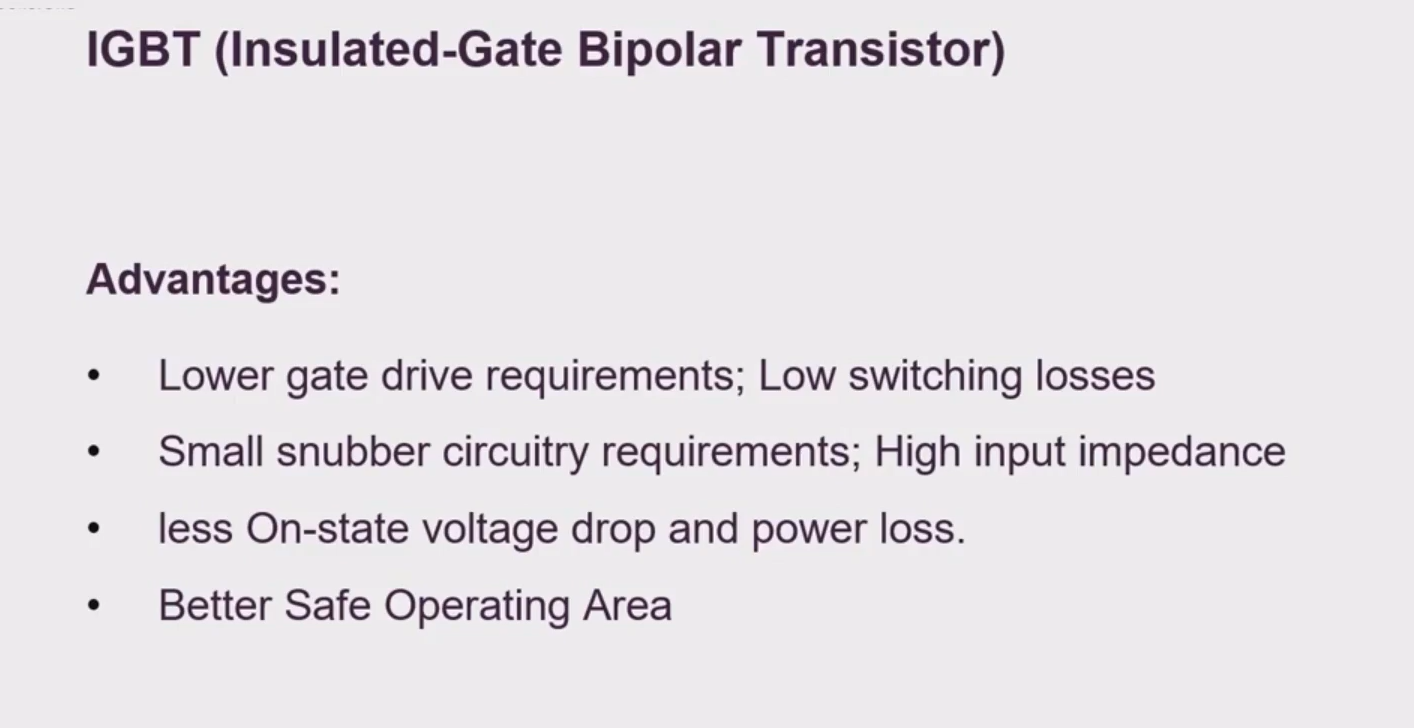 IGBT (Insulated-Gate Bipolar Transistor)
Advantages:
• Lower gate drive requirements; Low switching losses
• Small snubber circuitry requirements; High input impedance
• less On-state voltage drop and power loss.
• Better Safe Operating Area